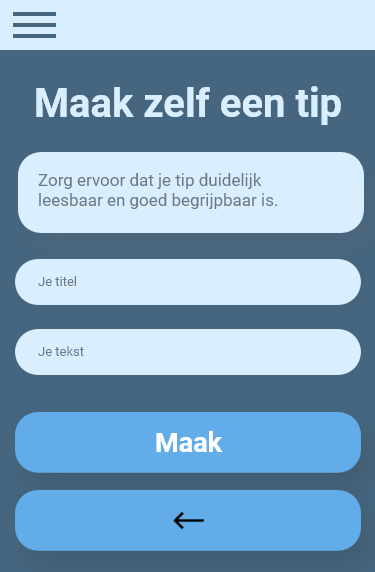 Maak zelf een tip
Zorg ervoor dat je tip duidelijk
leesbaar en goed begrijpbaar is.
Je titel
Je tekst
Maak